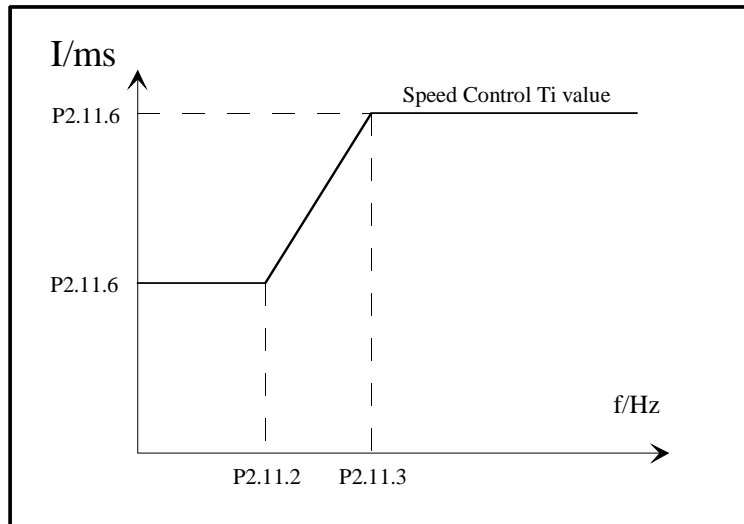 I/ms
Speed Control Ti value
P2.11.6
P2.11.6
f/Hz
P2.11.2 P2.11.3